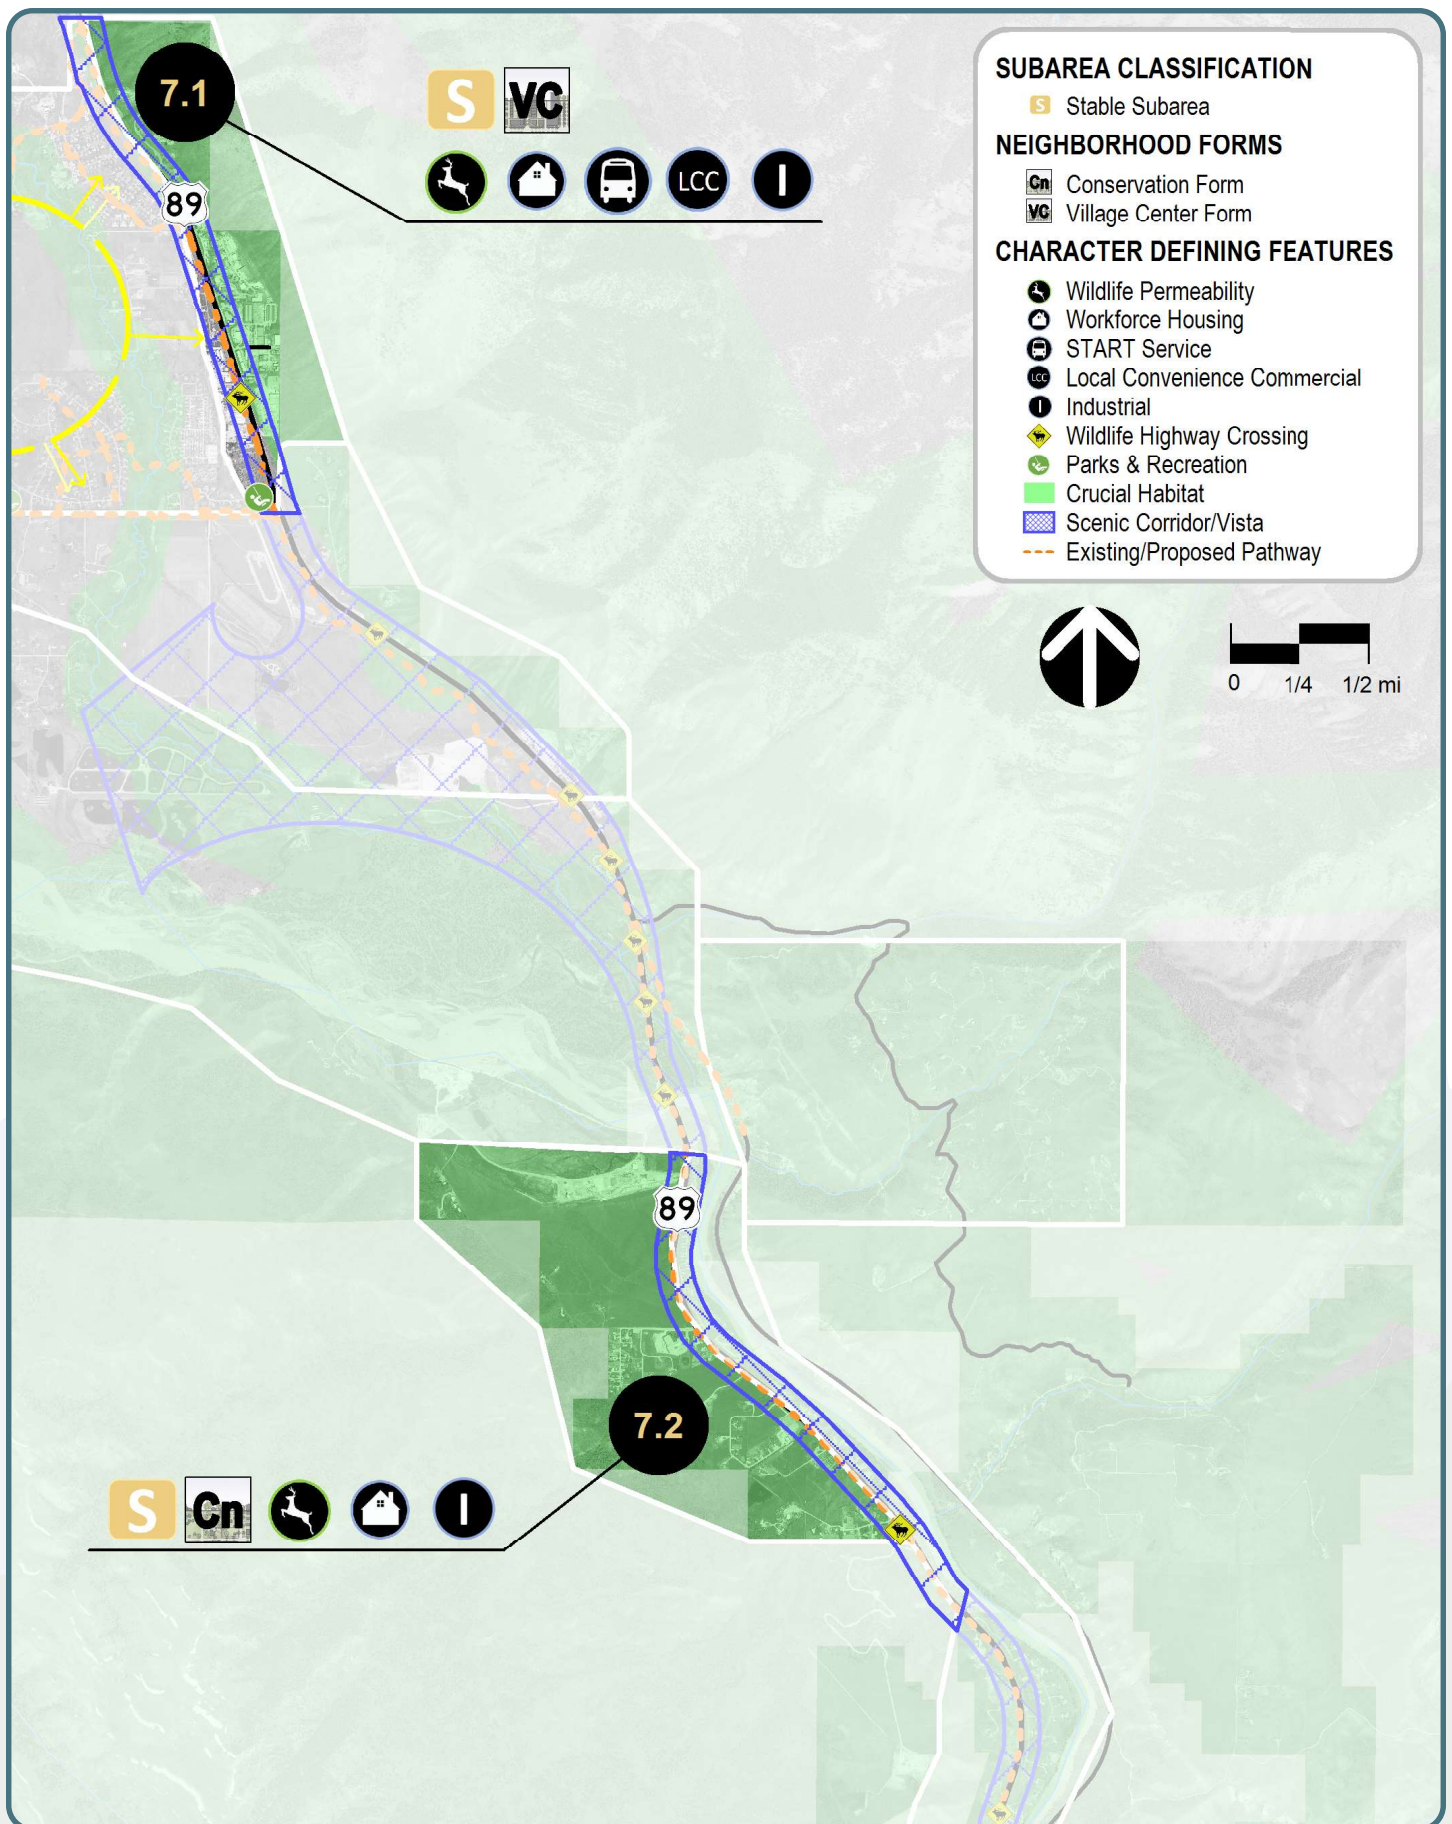 7.1
S VC
LCC I
89
SUBAREA CLASSIFICATION
S Stable Subarea
NEIGHBORHOOD FORMS
Cn Conservation Form
VC Village Center Form
CHARACTER DEFINING FEATURES
Wildlife Permeability
Workforce Housing
START Service
LCC Local Convenience Commercial
I Industrial
Wildlife Highway Crossing
Parks & Recreation
Crucial Habitat
Scenic Corridor/Vista
Existing/Proposed Pathway
0 1/4 1/2 mi
89
7.2
S Cn I